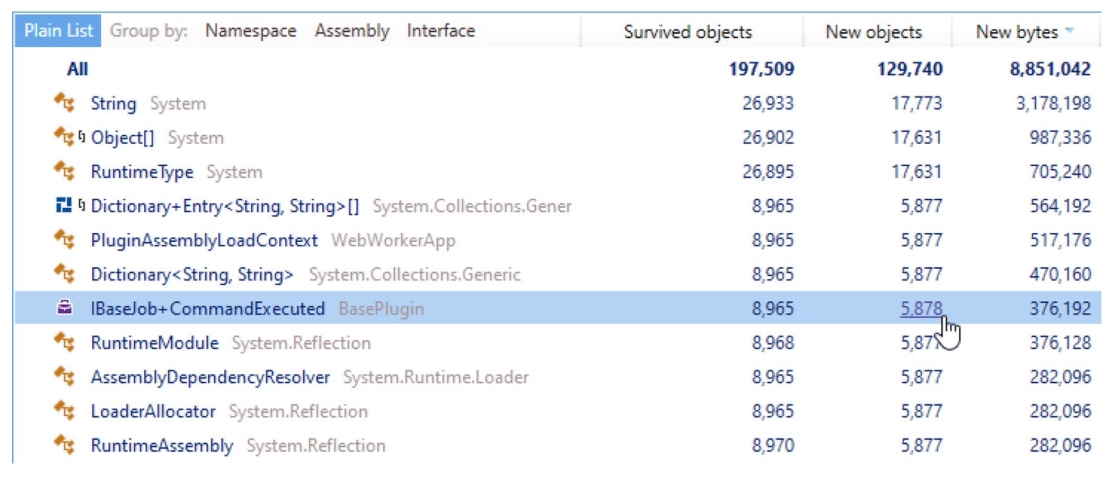 Plain List Group by: Namespace Assembly Interface Survived objects New objects New bytes
All 197,509 129,740 8,851,042
String System 26,933 17,773 3,178,198
Object[] System 26,902 17,631 987,336
RuntimeType System 26,895 17,631 705,240
Dictionary+Entry<String, String>[] System.Collections.Gener 8,965 5,877 564,192
PluginAssemblyLoadContext WebWorkerApp 8,965 5,877 517,176
Dictionary<String, String> System.Collections.Generic 8,965 5,877 470,160
IBaseJob+CommandExecuted BasePlugin 8,965 5,878 376,192
RuntimeModule System.Reflection 8,968 5,877 376,128
AssemblyDependencyResolver System.Runtime.Loader 8,965 5,877 282,096
LoaderAllocator System.Reflection 8,965 5,877 282,096
RuntimeAssembly System.Reflection 8,970 5,877 282,096